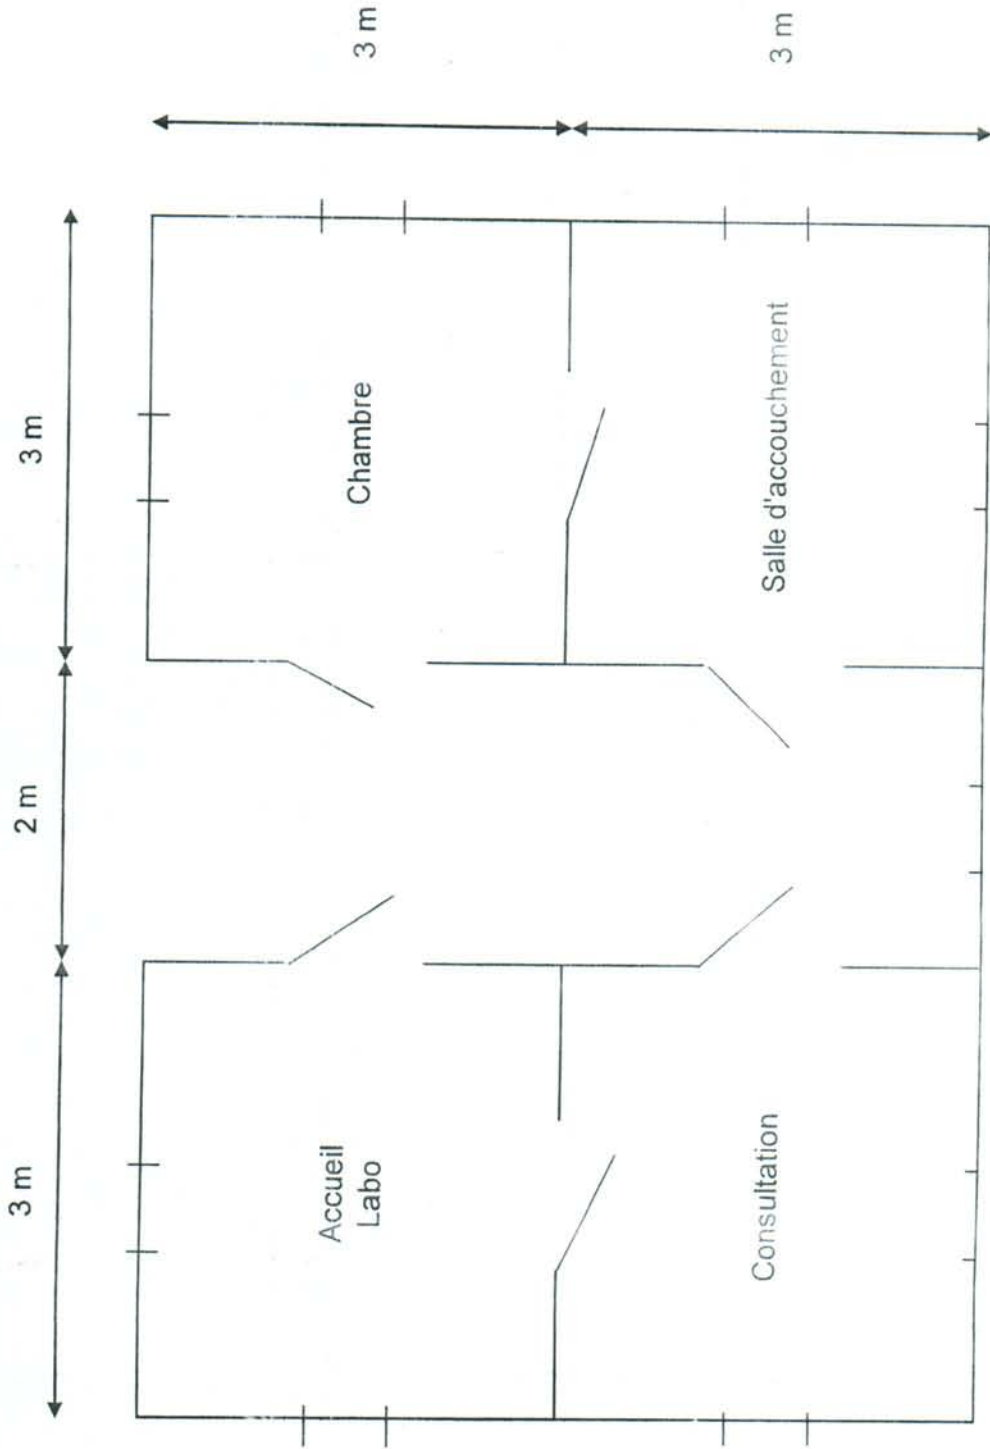 3 m
2 m
3 m
3 m
3 m
Accueil
Labo
Chambre
Consultation
Salle d'accouchement